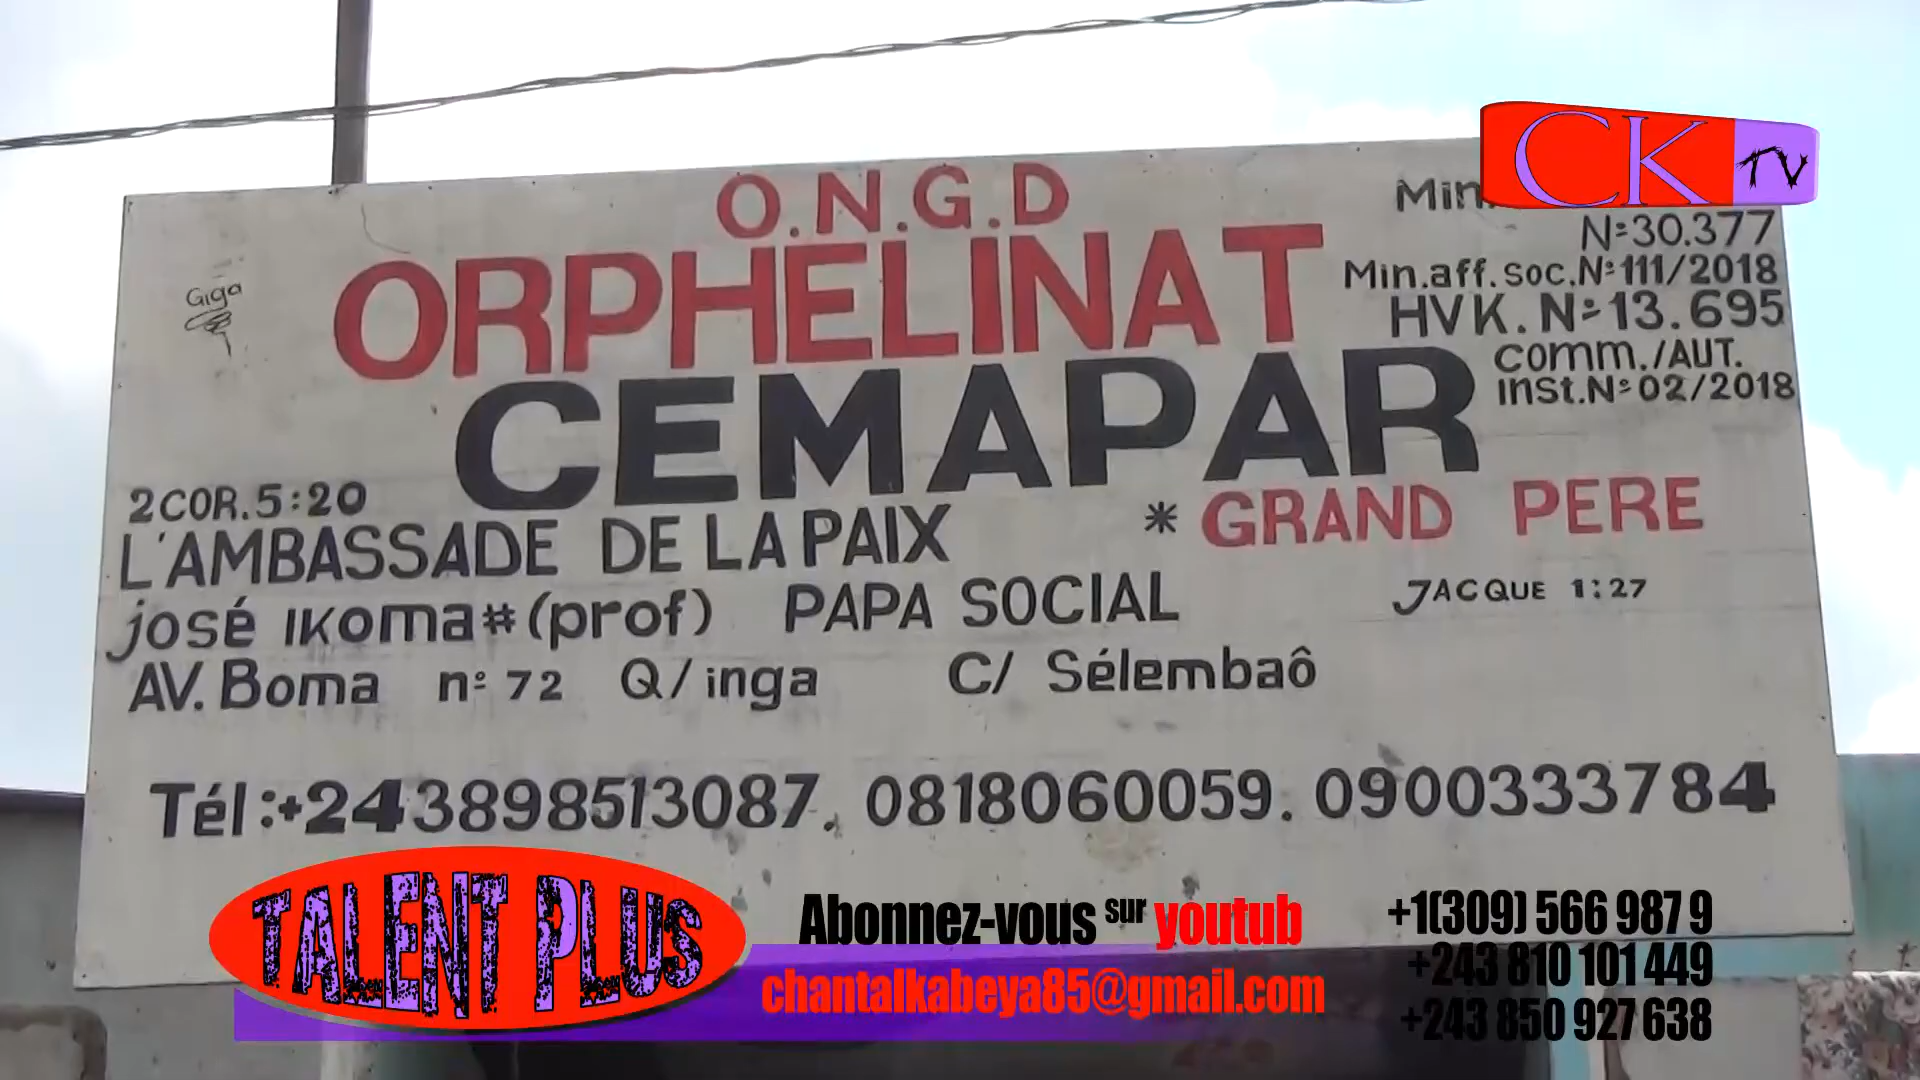 O.N.G.D
ORPHELINAT
CEMAPAR
Giga
Min.
N°30.377
Min.aff.soc.N°111/2018
HVK.N°13.695
comm./AUT.
inst.N°02/2018
CK TV
2COR.5:20
L'AMBASSADE DE LA PAIX
* GRAND PERE
josé IKoma#(prof) PAPA SOCIAL
JACQUE 1:27
AV.Boma n° 72 Q/inga C/ Sélembaô
Tél:+243898513087. 0818060059. 0900333784
TALENT PLUS
Abonnez-vous sur youtub
chantalkabeya85@gmail.com
+1(309) 566 9879
+243 810 101 449
+243 850 927 638